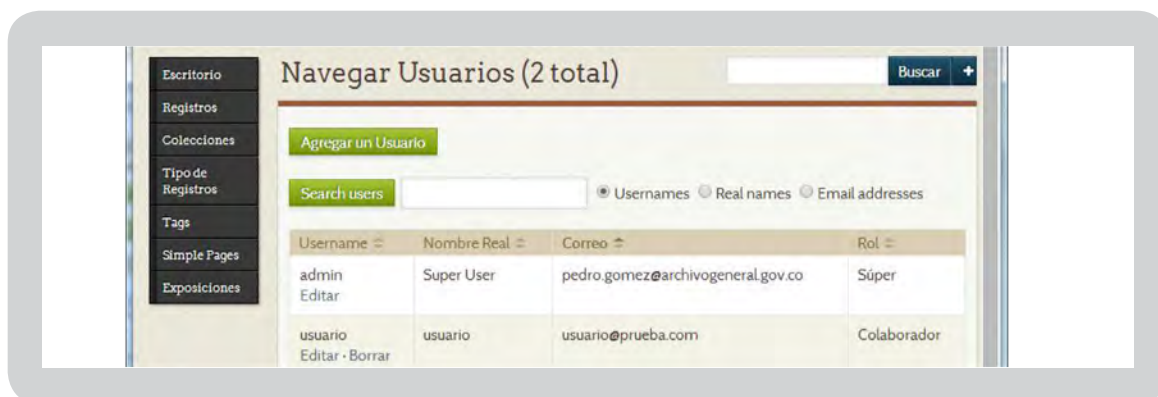 Escritorio
Registros
Colecciones
Tipo de
Registros
Tags
Simple Pages
Exposiciones
Navegar Usuarios (2 total)
Buscar +
Agregar un Usuario
Search users Usernames Real names Email addresses
Username Nombre Real Correo Rol
admin Super User pedro.gomez@archivogeneral.gov.co Súper
Editar
usuario usuario usuario@prueba.com Colaborador
Editar · Borrar